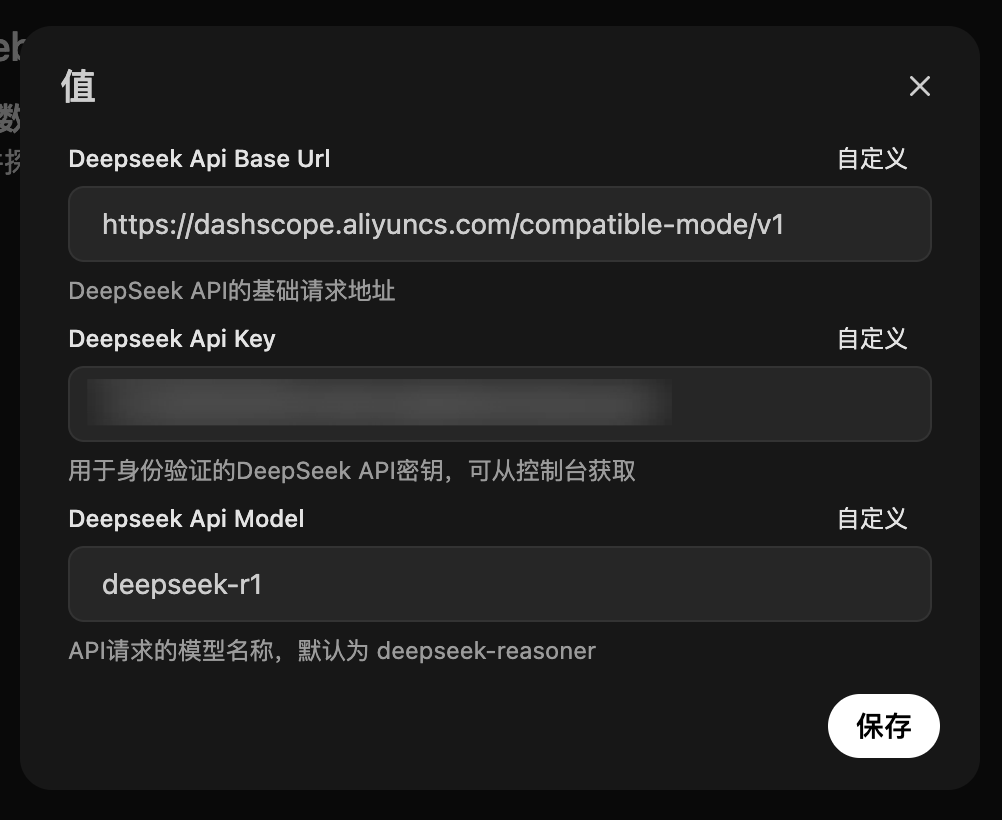 eb
数
探
值
Deepseek Api Base Url 自定义
https://dashscope.aliyuncs.com/compatible-mode/v1
DeepSeek API的基础请求地址
Deepseek Api Key 自定义
用于身份验证的DeepSeek API密钥，可从控制台获取
Deepseek Api Model 自定义
deepseek-r1
API请求的模型名称，默认为 deepseek-reasoner
保存